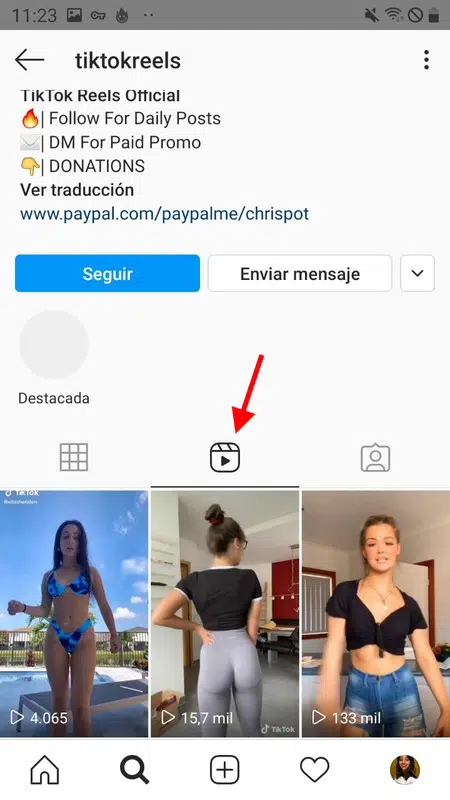 11:23
tiktokreels
TikTok Reels Official
🔥| Follow For Daily Posts
✉️| DM For Paid Promo
👇| DONATIONS
Ver traducción
www.paypal.com/paypalme/chrispot
Seguir
Enviar mensaje
Destacada
TikTok
4.065
15,7 mil
TikTok
133 mil